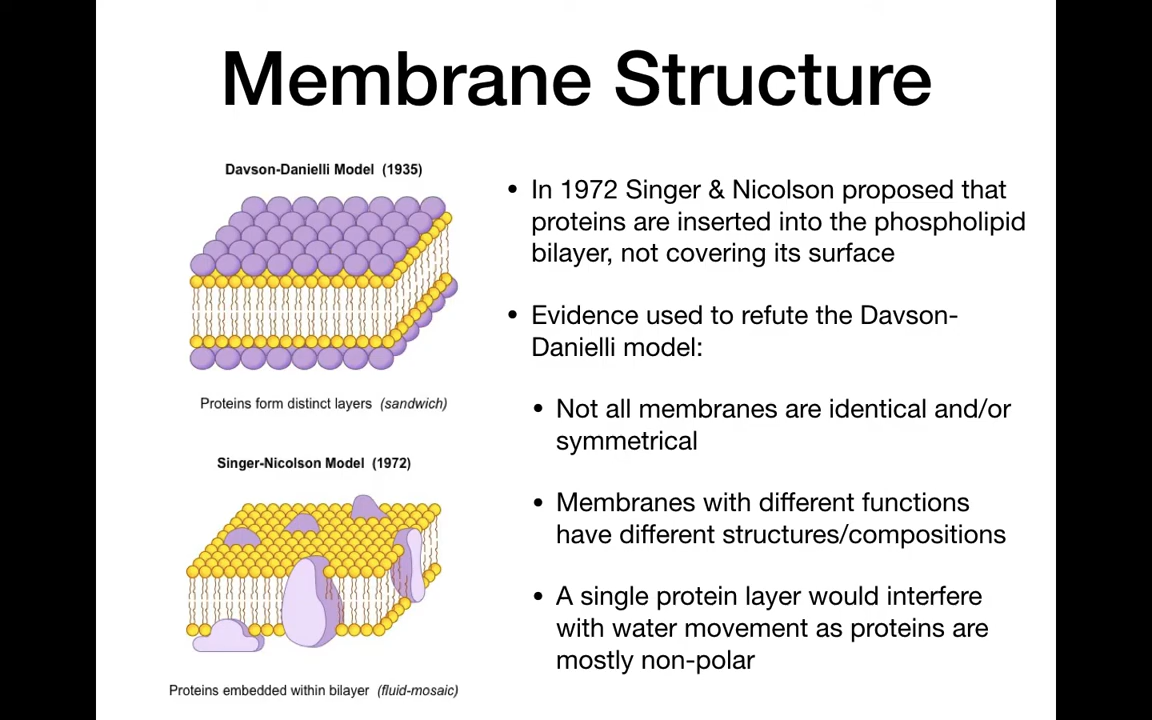 Membrane Structure
Davson-Danielli Model (1935)
Proteins form distinct layers (sandwich)
Singer-Nicolson Model (1972)
Proteins embedded within bilayer (fluid-mosaic)
• In 1972 Singer & Nicolson proposed that
proteins are inserted into the phospholipid
bilayer, not covering its surface
• Evidence used to refute the Davson-
Danielli model:
• Not all membranes are identical and/or
symmetrical
• Membranes with different functions
have different structures/compositions
• A single protein layer would interfere
with water movement as proteins are
mostly non-polar